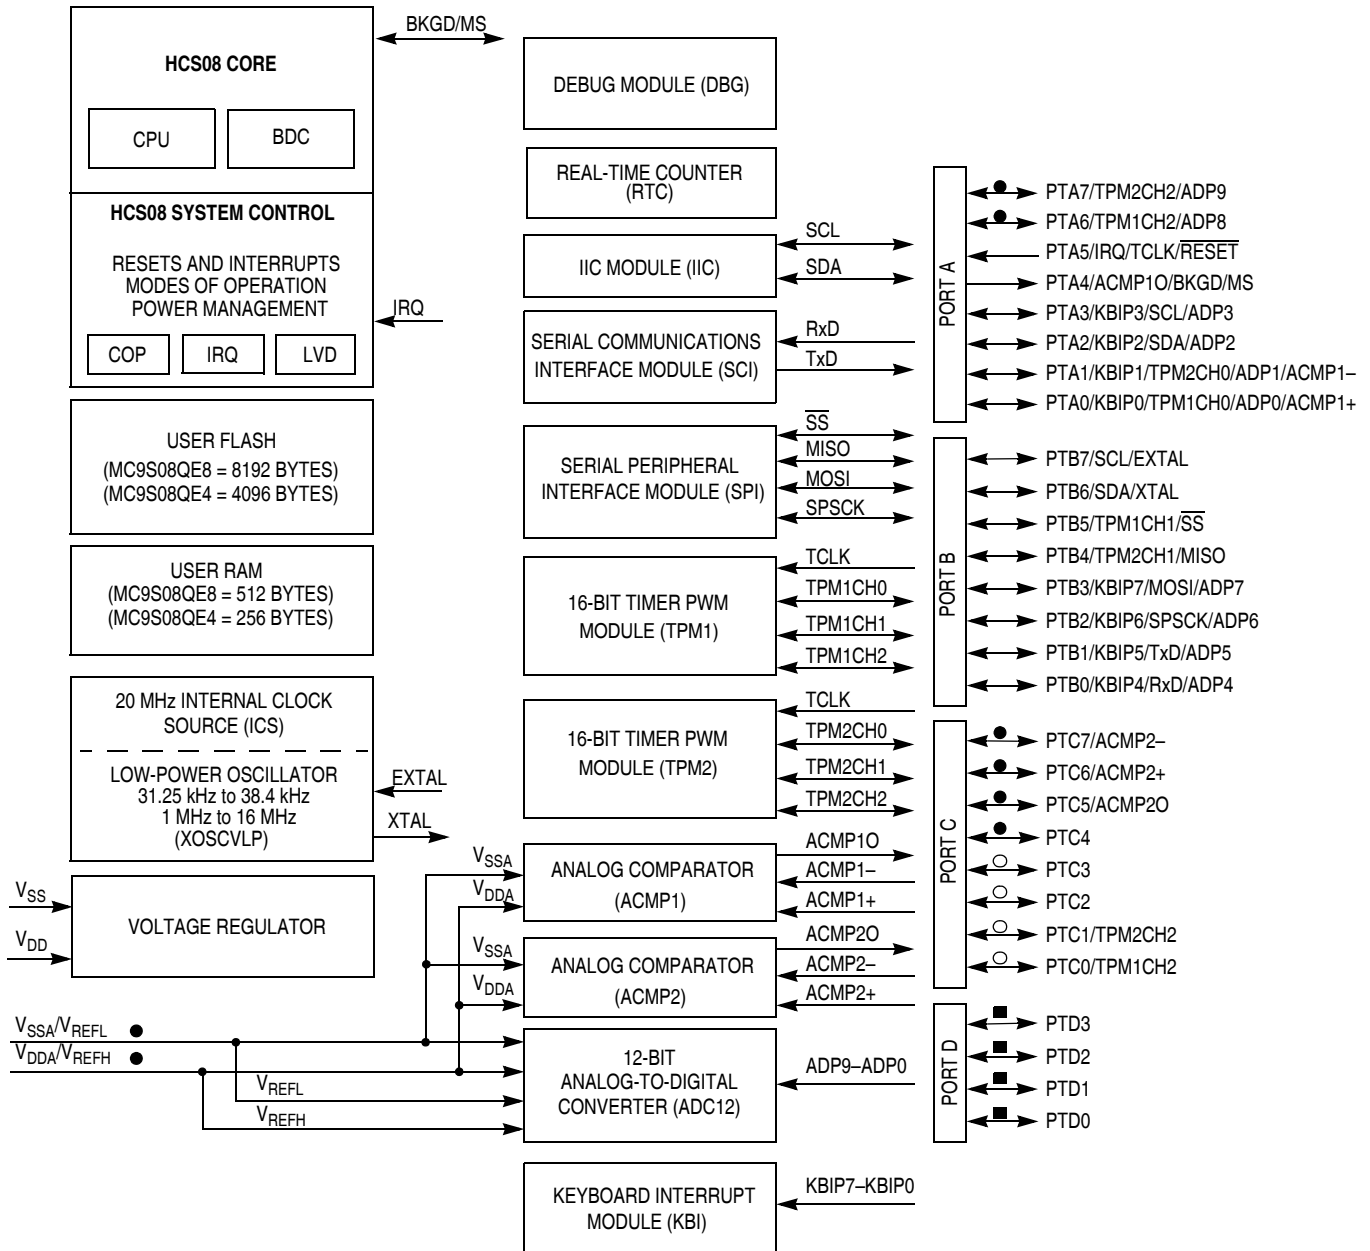 BKGD/MS
HCS08 CORE
CPU
BDC
HCS08 SYSTEM CONTROL
RESETS AND INTERRUPTS
MODES OF OPERATION
POWER MANAGEMENT
COP
IRQ
LVD
IRQ
USER FLASH
(MC9S08QE8 = 8192 BYTES)
(MC9S08QE4 = 4096 BYTES)
USER RAM
(MC9S08QE8 = 512 BYTES)
(MC9S08QE4 = 256 BYTES)
20 MHz INTERNAL CLOCK
SOURCE (ICS)
LOW-POWER OSCILLATOR
31.25 kHz to 38.4 kHz
1 MHz to 16 MHz
(XOSCVLP)
EXTAL
XTAL
VSS
VDD
VOLTAGE REGULATOR
VSSA/VREFL
VDDA/VREFH
VREFL
VREFH
VSSA
VDDA
VSSA
VDDA
DEBUG MODULE (DBG)
REAL-TIME COUNTER
(RTC)
IIC MODULE (IIC)
SCL
SDA
SERIAL COMMUNICATIONS
INTERFACE MODULE (SCI)
RxD
TxD
SERIAL PERIPHERAL
INTERFACE MODULE (SPI)
SS
MISO
MOSI
SPSCK
16-BIT TIMER PWM
MODULE (TPM1)
TCLK
TPM1CH0
TPM1CH1
TPM1CH2
16-BIT TIMER PWM
MODULE (TPM2)
TCLK
TPM2CH0
TPM2CH1
TPM2CH2
ANALOG COMPARATOR
(ACMP1)
ACMP1O
ACMP1–
ACMP1+
ANALOG COMPARATOR
(ACMP2)
ACMP2O
ACMP2–
ACMP2+
12-BIT
ANALOG-TO-DIGITAL
CONVERTER (ADC12)
ADP9–ADP0
KEYBOARD INTERRUPT
MODULE (KBI)
KBIP7–KBIP0
PORT A
PTA7/TPM2CH2/ADP9
PTA6/TPM1CH2/ADP8
PTA5/IRQ/TCLK/RESET
PTA4/ACMP1O/BKGD/MS
PTA3/KBIP3/SCL/ADP3
PTA2/KBIP2/SDA/ADP2
PTA1/KBIP1/TPM2CH0/ADP1/ACMP1–
PTA0/KBIP0/TPM1CH0/ADP0/ACMP1+
PORT B
PTB7/SCL/EXTAL
PTB6/SDA/XTAL
PTB5/TPM1CH1/SS
PTB4/TPM2CH1/MISO
PTB3/KBIP7/MOSI/ADP7
PTB2/KBIP6/SPSCK/ADP6
PTB1/KBIP5/TxD/ADP5
PTB0/KBIP4/RxD/ADP4
PORT C
PTC7/ACMP2–
PTC6/ACMP2+
PTC5/ACMP2O
PTC4
PTC3
PTC2
PTC1/TPM2CH2
PTC0/TPM1CH2
PORT D
PTD3
PTD2
PTD1
PTD0